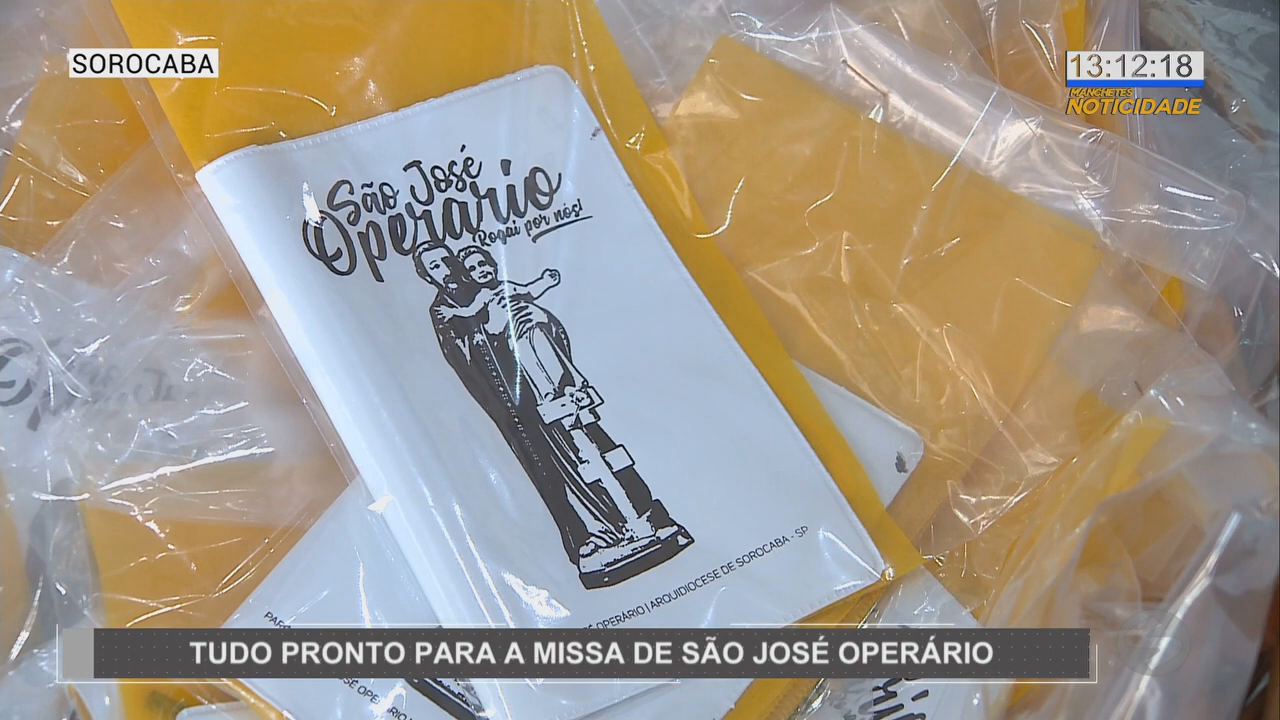 SOROCABA
13:12:18
MANCHETES
NOTICIDADE
São José
Operário
Rogai por nós!
OPERÁRIO | ARQUIDIOCESE DE SOROCABA - SP
TUDO PRONTO PARA A MISSA DE SÃO JOSÉ OPERÁRIO